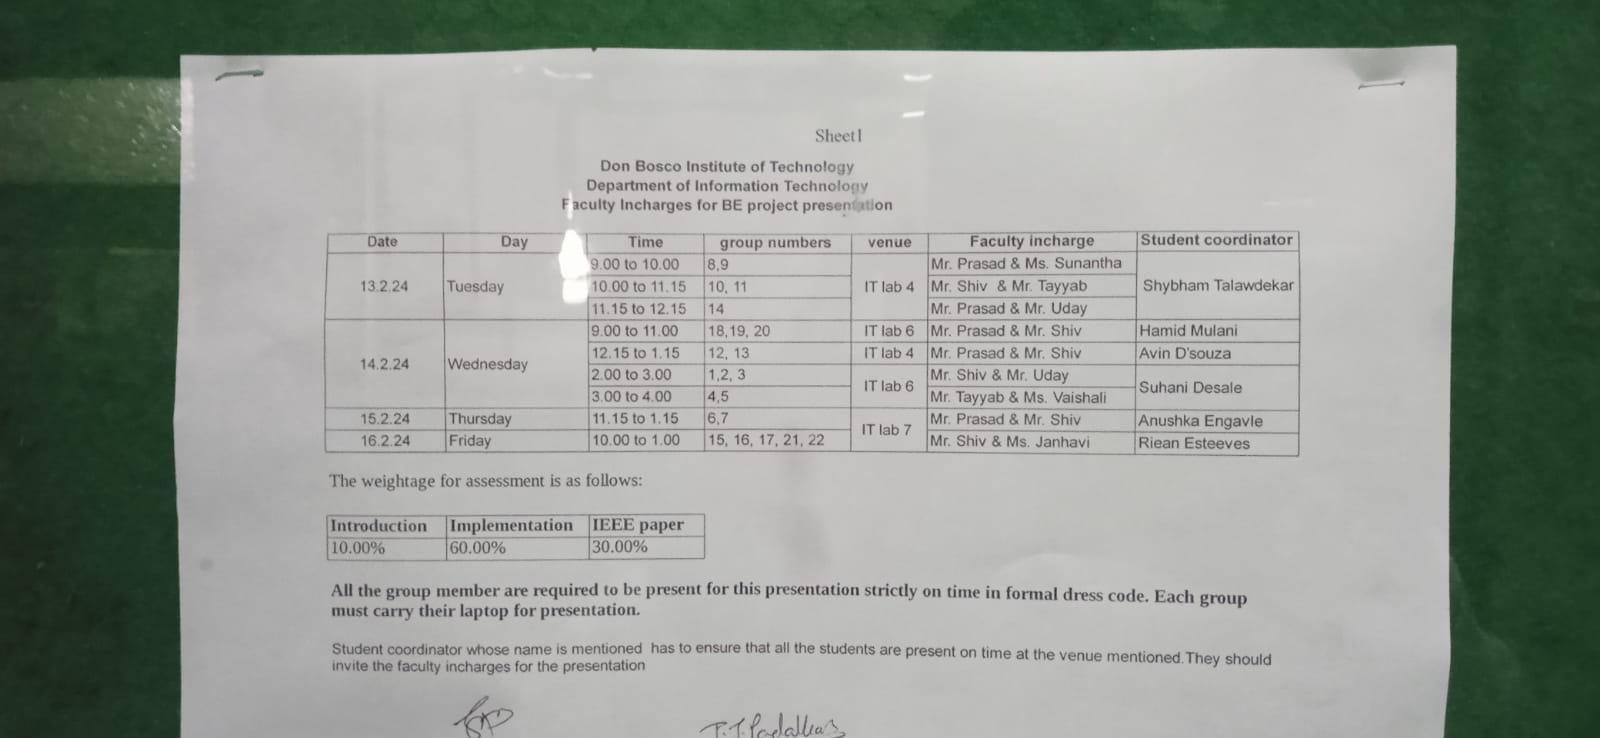 Sheet1
Don Bosco Institute of Technology
Department of Information Technology
Faculty Incharges for BE project presentation
Date Day Time group numbers venue Faculty incharge Student coordinator
13.2.24 Tuesday 9.00 to 10.00 8,9 IT lab 4 Mr. Prasad & Ms. Sunantha Shybham Talawdekar
10.00 to 11.15 10, 11 Mr. Shiv & Mr. Tayyab
11.15 to 12.15 14 Mr. Prasad & Mr. Uday
14.2.24 Wednesday 9.00 to 11.00 18,19, 20 IT lab 6 Mr. Prasad & Mr. Shiv Hamid Mulani
12.15 to 1.15 12, 13 IT lab 4 Mr. Prasad & Mr. Shiv Avin D'souza
2.00 to 3.00 1,2, 3 IT lab 6 Mr. Shiv & Mr. Uday Suhani Desale
3.00 to 4.00 4,5 Mr. Tayyab & Ms. Vaishali
15.2.24 Thursday 11.15 to 1.15 6,7 IT lab 7 Mr. Prasad & Mr. Shiv Anushka Engavle
16.2.24 Friday 10.00 to 1.00 15, 16, 17, 21, 22 Mr. Shiv & Ms. Janhavi Riean Esteeves
The weightage for assessment is as follows:
Introduction Implementation IEEE paper
10.00% 60.00% 30.00%
All the group member are required to be present for this presentation strictly on time in formal dress code. Each group
must carry their laptop for presentation.
Student coordinator whose name is mentioned has to ensure that all the students are present on time at the venue mentioned.They should
invite the faculty incharges for the presentation